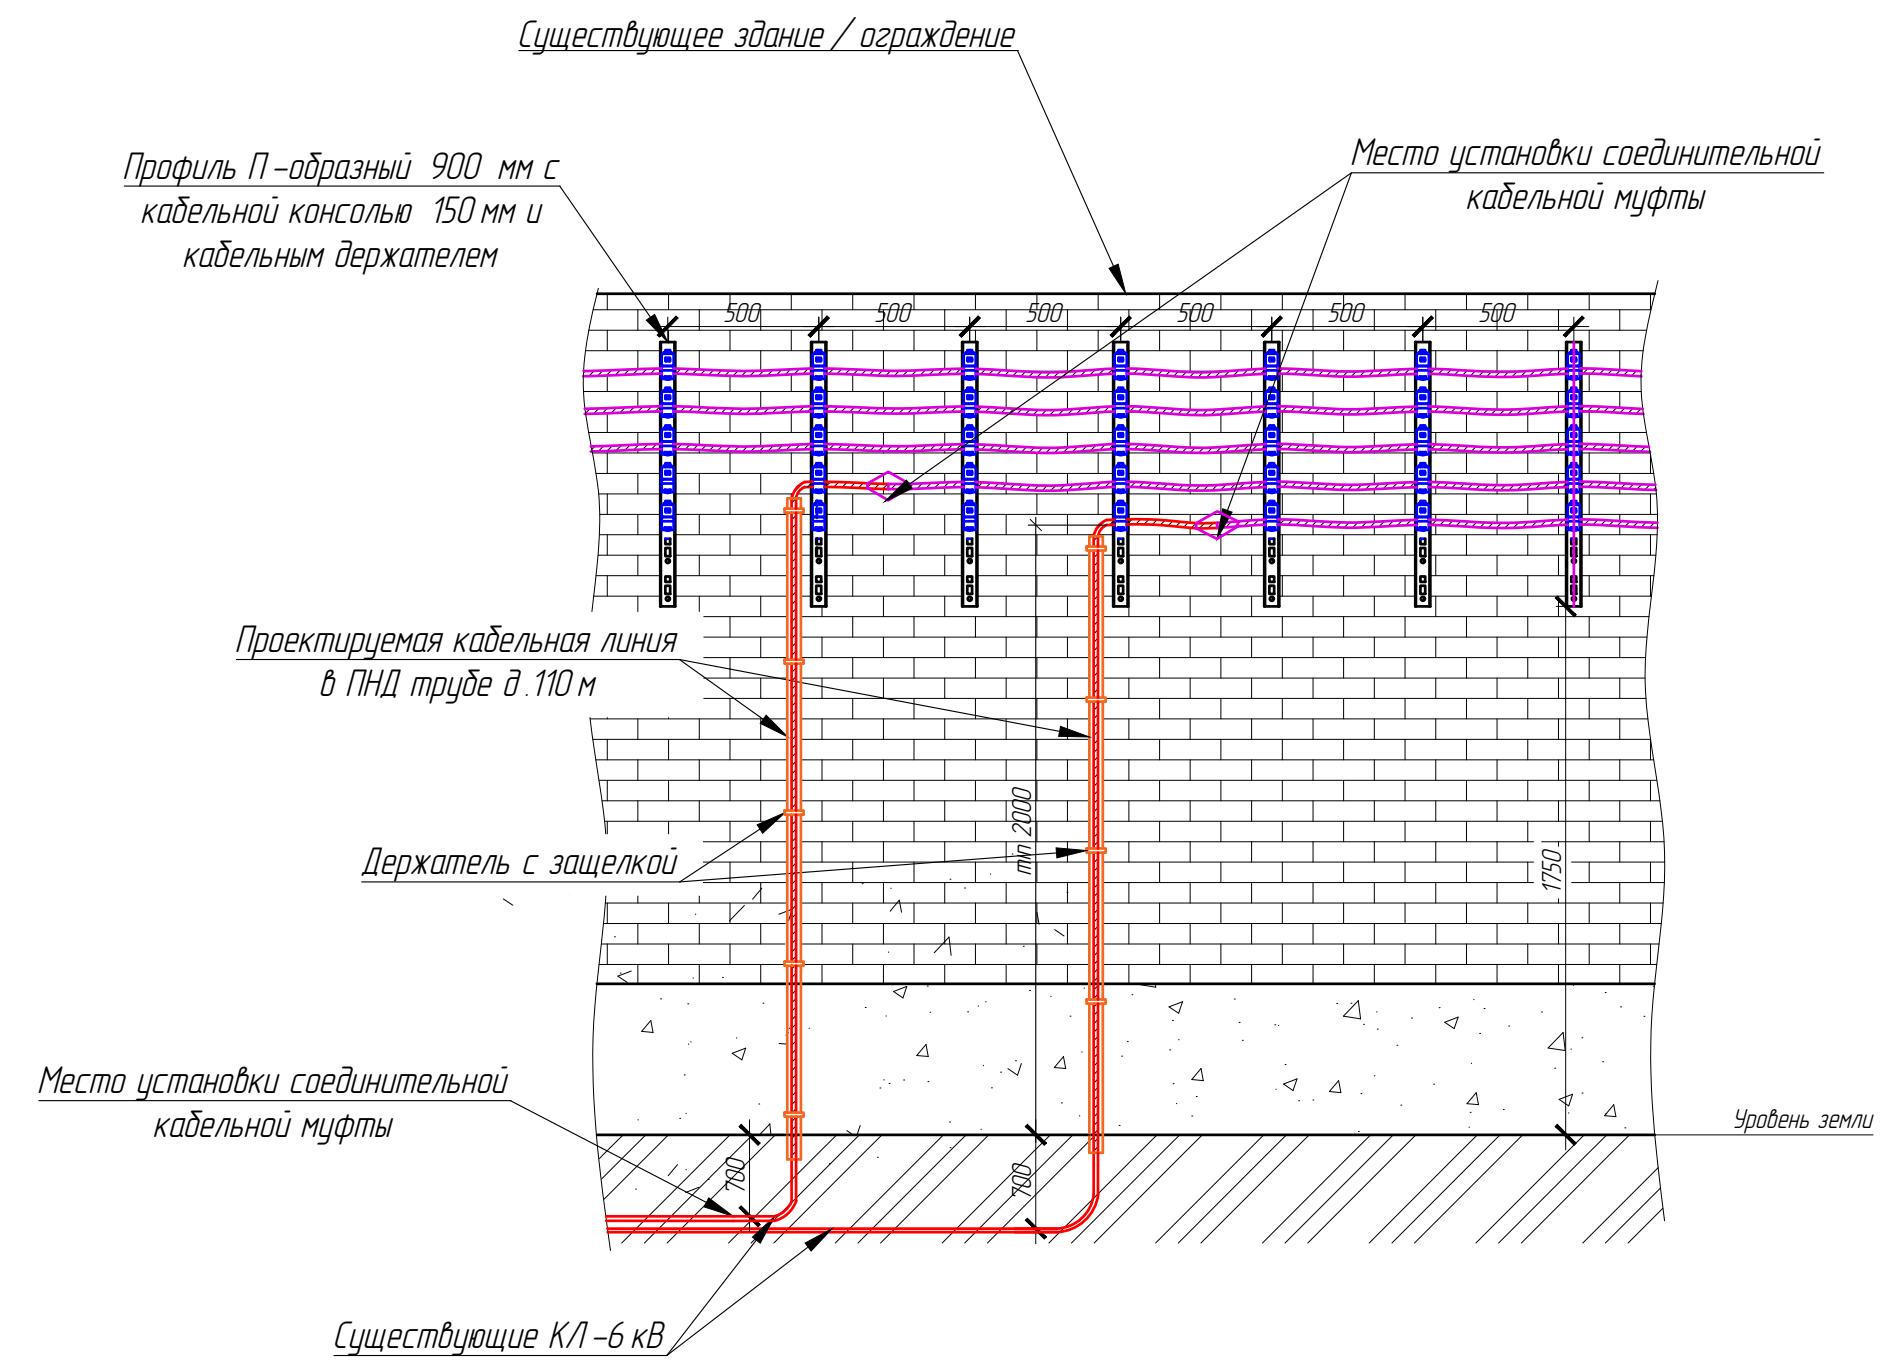 Существующее здание / ограждение
Профиль П-образный 900 мм с
кабельной консолью 150 мм и
кабельным держателем
Место установки соединительной
кабельной муфты
500
500
500
500
500
500
Проектируемая кабельная линия
в ПНД трубе д.110 м
min 2000
1750
Держатель с защелкой
Место установки соединительной
кабельной муфты
Уровень земли
700
700
Существующие КЛ-6 кВ